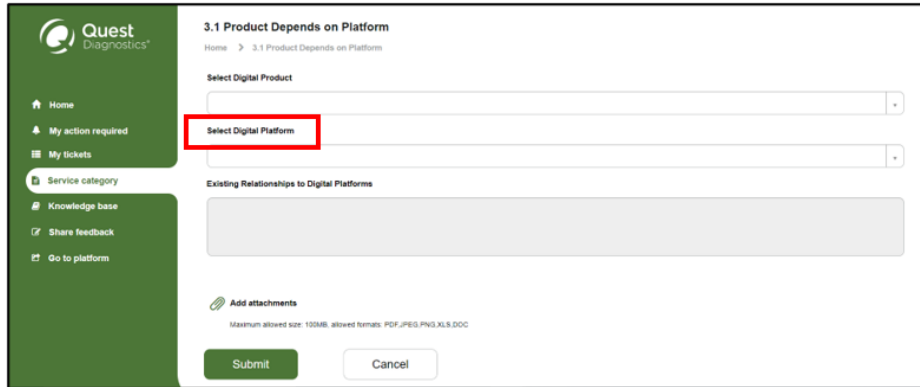 Quest
Diagnostics®
Home
My action required
My tickets
Service category
Knowledge base
Share feedback
Go to platform
3.1 Product Depends on Platform
Home > 3.1 Product Depends on Platform
Select Digital Product
Select Digital Platform
Existing Relationships to Digital Platforms
Add attachments
Maximum allowed size: 100MB, allowed formats: PDF,JPEG,PNG,XLS,DOC
Submit
Cancel